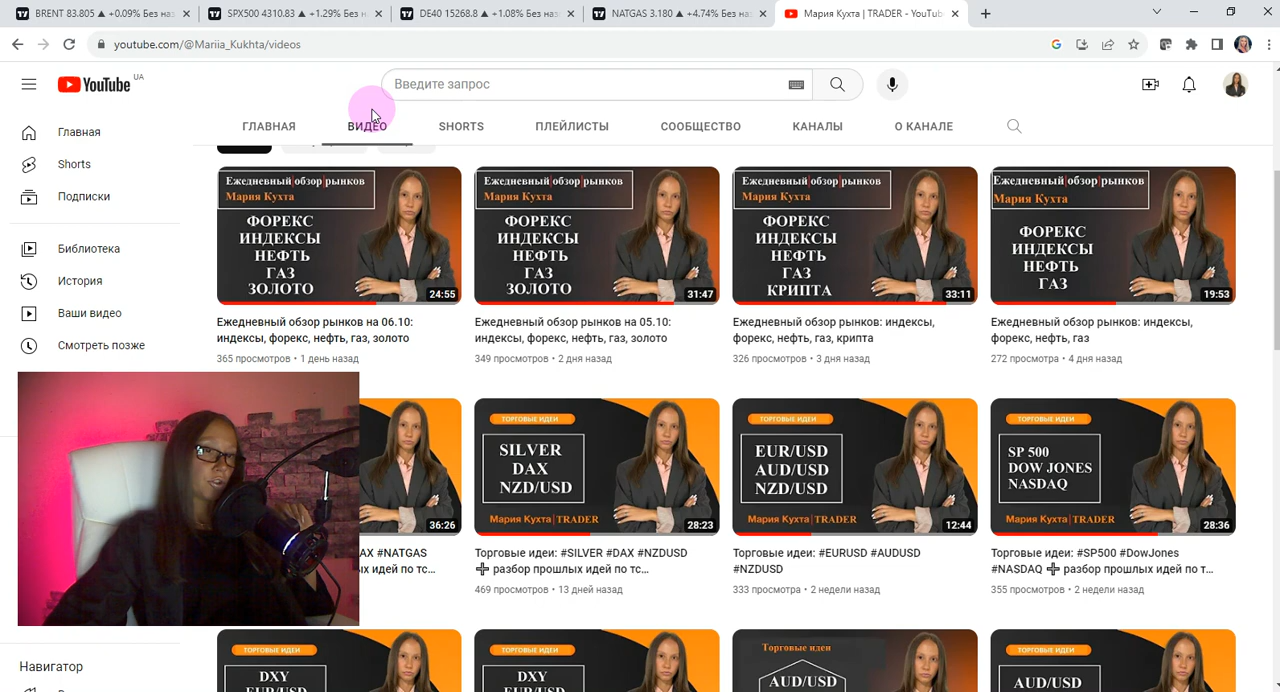 BRENT 83.805 ▲ +0.09% Без наз
SPX500 4310.83 ▲ +1.29% Без н
DE40 15268.8 ▲ +1.08% Без наз
NATGAS 3.180 ▲ +4.74% Без наз
Мария Кухта | TRADER - YouTub
youtube.com/@Mariia_Kukhta/videos
YouTube UA
Введите запрос
ГЛАВНАЯ
ВИДЕО
SHORTS
ПЛЕЙЛИСТЫ
СООБЩЕСТВО
КАНАЛЫ
О КАНАЛЕ
Главная
Shorts
Подписки
Библиотека
История
Ваши видео
Смотреть позже
Навигатор
Ежедневный обзор рынков
Мария Кухта
ФОРЕКС
ИНДЕКСЫ
НЕФТЬ
ГАЗ
ЗОЛОТО
24:55
Ежедневный обзор рынков на 06.10:
индексы, форекс, нефть, газ, золото
365 просмотров • 1 день назад
Ежедневный обзор рынков
Мария Кухта
ФОРЕКС
ИНДЕКСЫ
НЕФТЬ
ГАЗ
ЗОЛОТО
31:47
Ежедневный обзор рынков на 05.10:
индексы, форекс, нефть, газ, золото
349 просмотров • 2 дня назад
Ежедневный обзор рынков
Мария Кухта
ФОРЕКС
ИНДЕКСЫ
НЕФТЬ
ГАЗ
КРИПТА
33:11
Ежедневный обзор рынков: индексы,
форекс, нефть, газ, крипта
326 просмотров • 3 дня назад
Ежедневный обзор рынков
Мария Кухта
ФОРЕКС
ИНДЕКСЫ
НЕФТЬ
ГАЗ
19:53
Ежедневный обзор рынков: индексы,
форекс, нефть, газ
272 просмотра • 4 дня назад
36:26
AX #NATGAS
ых идей по тс...
ТОРГОВЫЕ ИДЕИ
SILVER
DAX
NZD/USD
Мария Кухта | TRADER
28:23
Торговые идеи: #SILVER #DAX #NZDUSD
➕ разбор прошлых идей по тс...
469 просмотров • 13 дней назад
ТОРГОВЫЕ ИДЕИ
EUR/USD
AUD/USD
NZD/USD
Мария Кухта | TRADER
12:44
Торговые идеи: #EURUSD #AUDUSD
#NZDUSD
333 просмотра • 2 недели назад
ТОРГОВЫЕ ИДЕИ
SP 500
DOW JONES
NASDAQ
Мария Кухта | TRADER
28:36
Торговые идеи: #SP500 #DowJones
#NASDAQ ➕ разбор прошлых идей по т...
355 просмотров • 2 недели назад
ТОРГОВЫЕ ИДЕИ
DXY
EUR/USD
ТОРГОВЫЕ ИДЕИ
DXY
EUR/USD
Торговые идеи
AUD/USD
ТОРГОВЫЕ ИДЕИ
AUD/USD